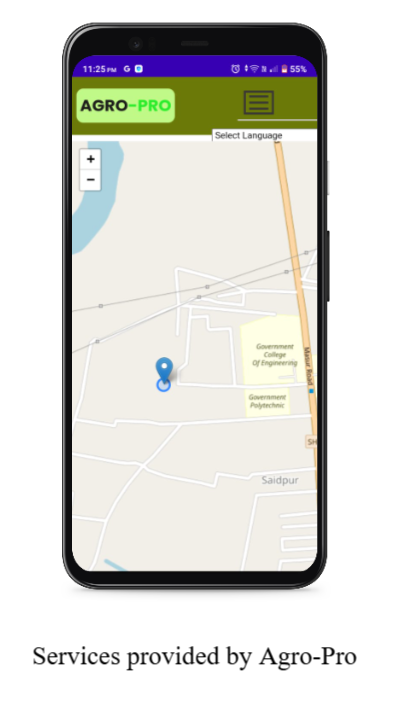 11:25 PM G
55%
AGRO-PRO
Select Language
+
−
Government
College
Of Engineering
Government
Polytechnic
SH
Saidpur
Services provided by Agro-Pro